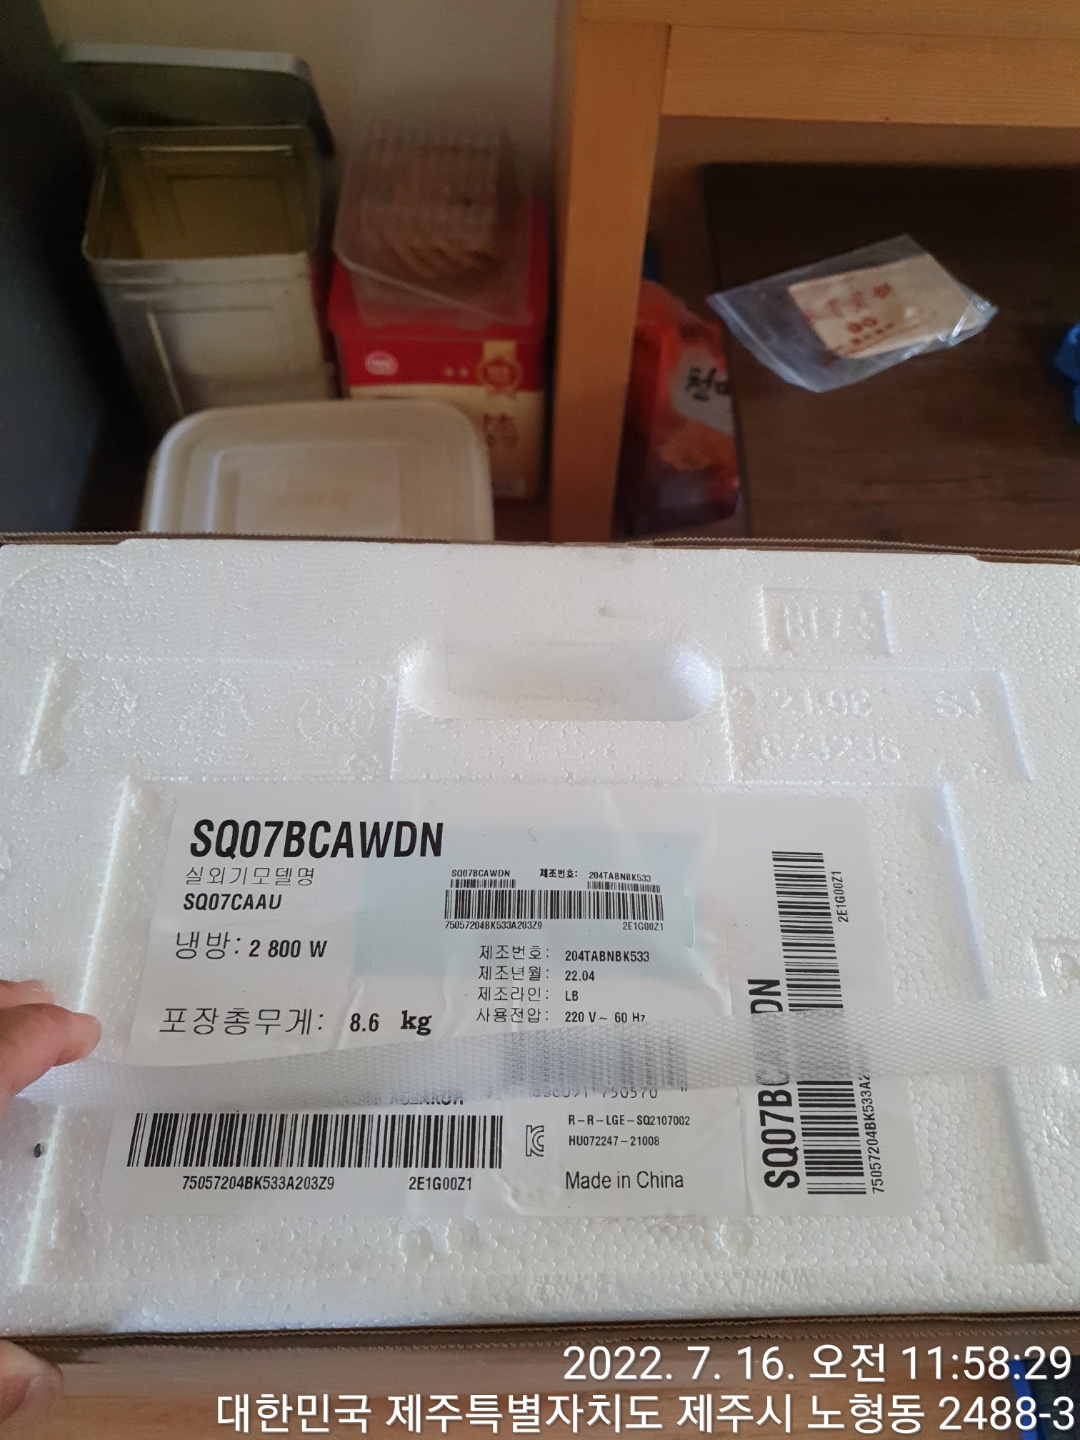 천
2108 SJ
SQ07BCAWDN
실외기모델명
SQ07CAAU
냉방: 2 800 W
포장총무게: 8.6 kg
SQ07BCAWDN 제조번호: 204TABNBK533
75057204BK533A203Z9 2E1G00Z1
제조번호: 204TABNBK533
제조년월: 22.04
제조라인: LB
사용전압: 220 V~ 60 Hz
75057204BK533A203Z9 2E1G00Z1
R-R-LGE-SQ2107002
HU072247-21008
Made in China
2E1G00Z1
2022. 7. 16. 오전 11:58:29
대한민국 제주특별자치도 제주시 노형동 2488-3